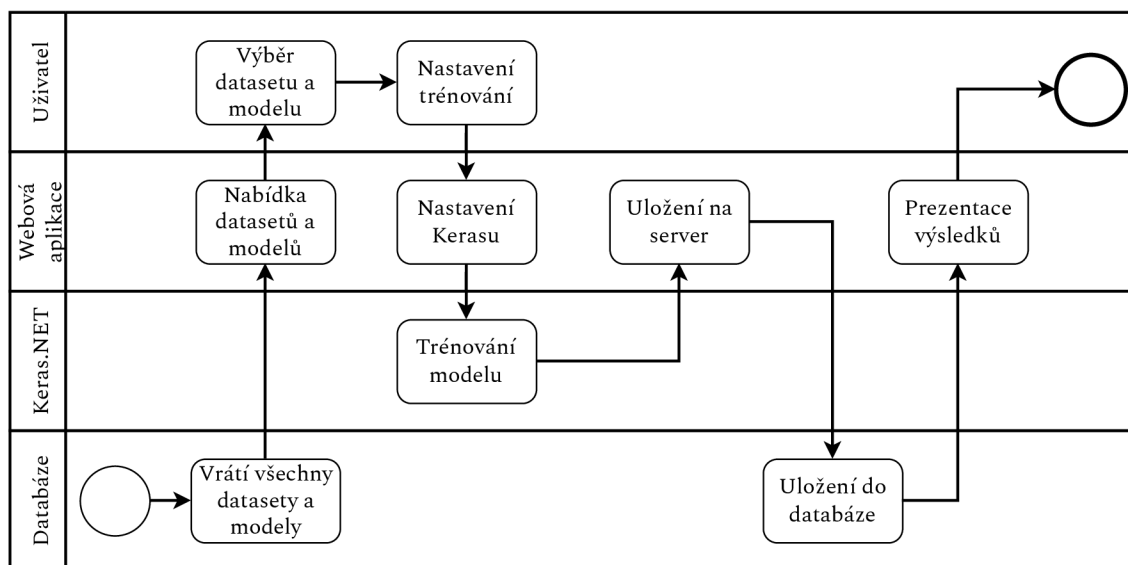 Uživatel
Výběr
datasetu a
modelu
Nastavení
trénování
Webová
aplikace
Nabídka
datasetů a
modelů
Nastavení
Kerasu
Uložení na
server
Prezentace
výsledků
Keras.NET
Trénování
modelu
Databáze
Vrátí všechny
datasety a
modely
Uložení do
databáze